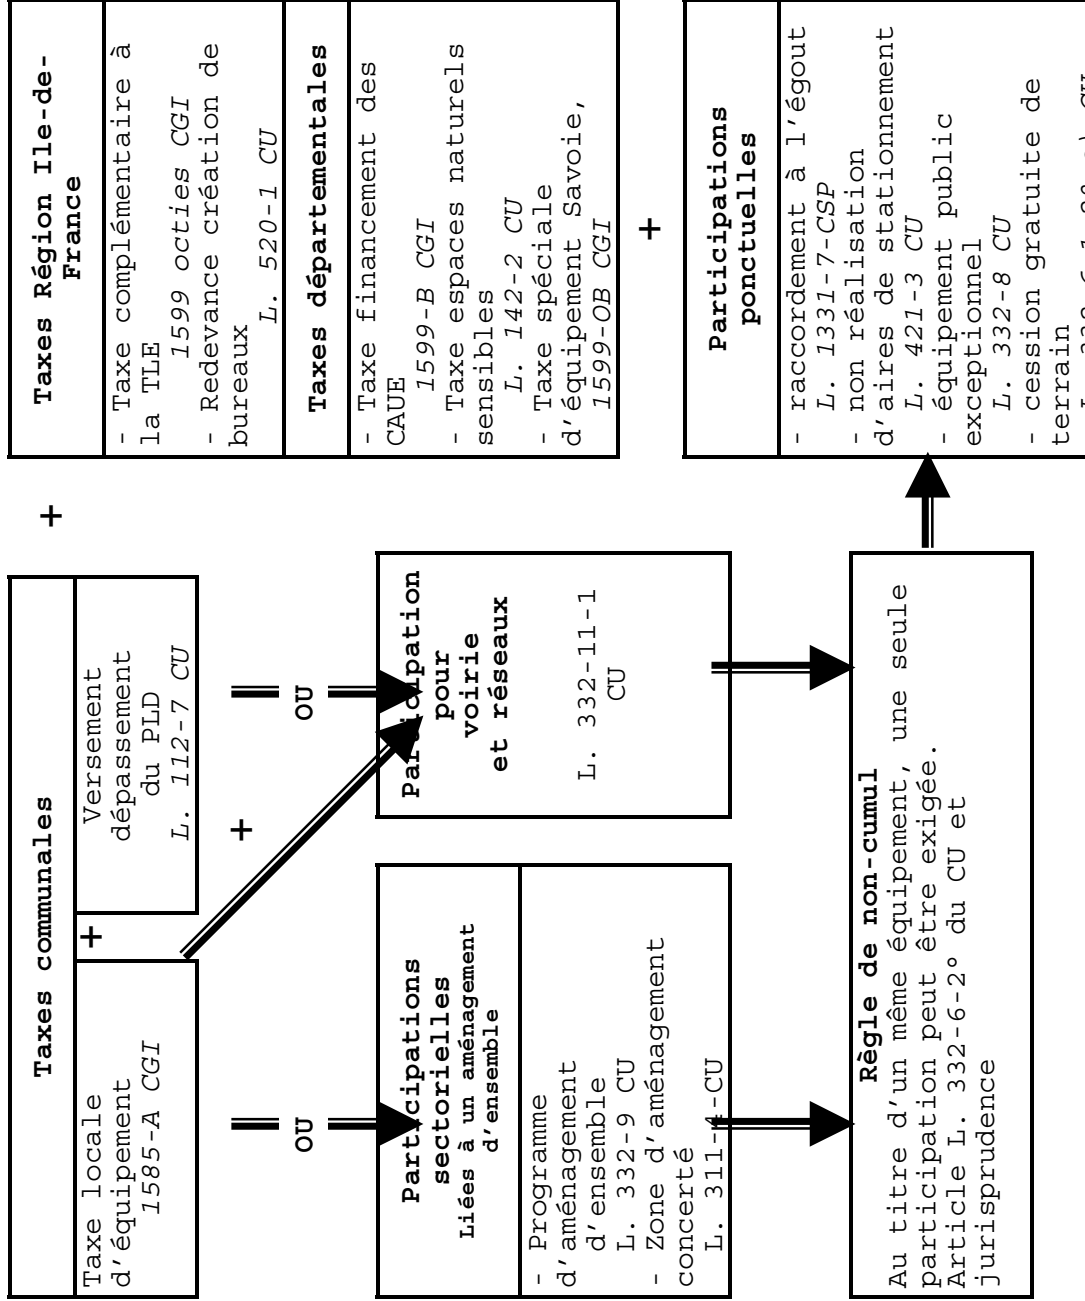 Taxes communales
Taxe locale
d'équipement
1585-A CGI
+
Versement
dépassement
du PLD
L. 112-7 CU
+
Taxes Région Ile-de-
France
- Taxe complémentaire à
la TLE
1599 octies CGI
- Redevance création de
bureaux
L. 520-1 CU
Taxes départementales
- Taxe financement des
CAUE
1599-B CGI
- Taxe espaces naturels
sensibles
L. 142-2 CU
- Taxe spéciale
d'équipement Savoie,
1599-OB CGI
OU
+
OU
Participations
sectorielles
Liées à un aménagement
d'ensemble
- Programme
d'aménagement
d'ensemble
L. 332-9 CU
- Zone d'aménagement
concerté
L. 311-4-CU
Participation
pour
voirie
et réseaux
L. 332-11-1
CU
+
Participations
ponctuelles
- raccordement à l'égout
L. 1331-7-CSP
- non réalisation
d'aires de stationnement
L. 421-3 CU
- équipement public
exceptionnel
L. 332-8 CU
- cession gratuite de
terrain
Règle de non-cumul
Au titre d'un même équipement, une seule
participation peut être exigée.
Article L. 332-6-2° du CU et
jurisprudence